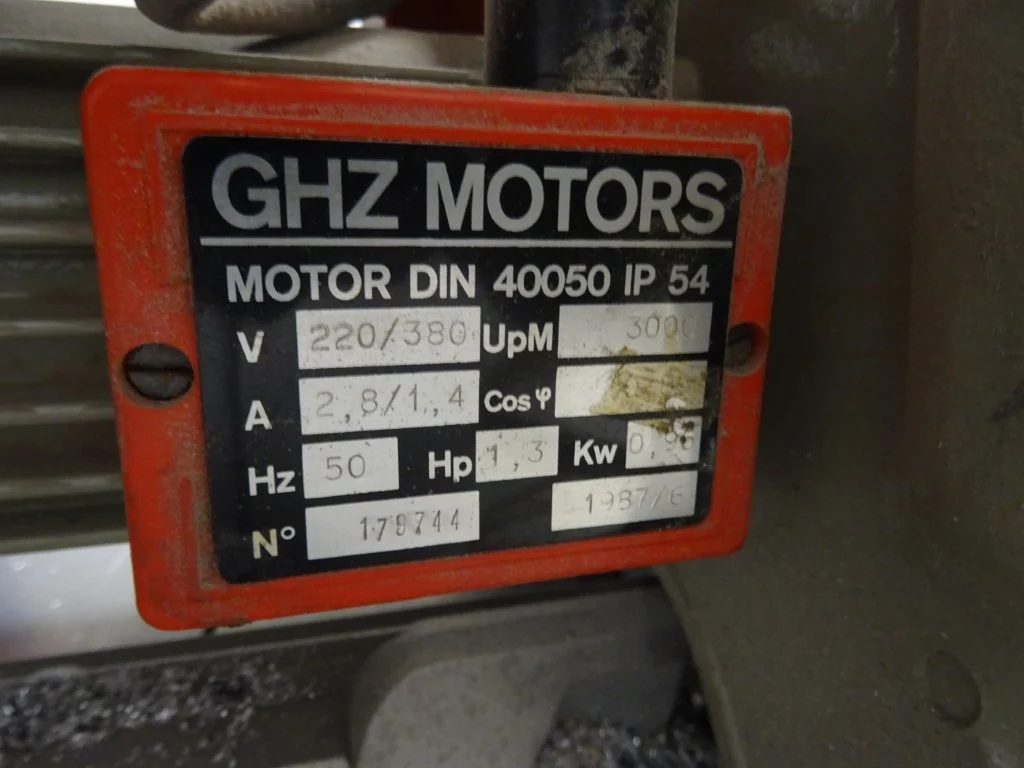 GHZ MOTORS
MOTOR DIN 40050 IP 54
V 220/380 UpM 3000
A 2,8/1,4 Cos φ
Hz 50 Hp 1,3 Kw
N° 179744 1987/6